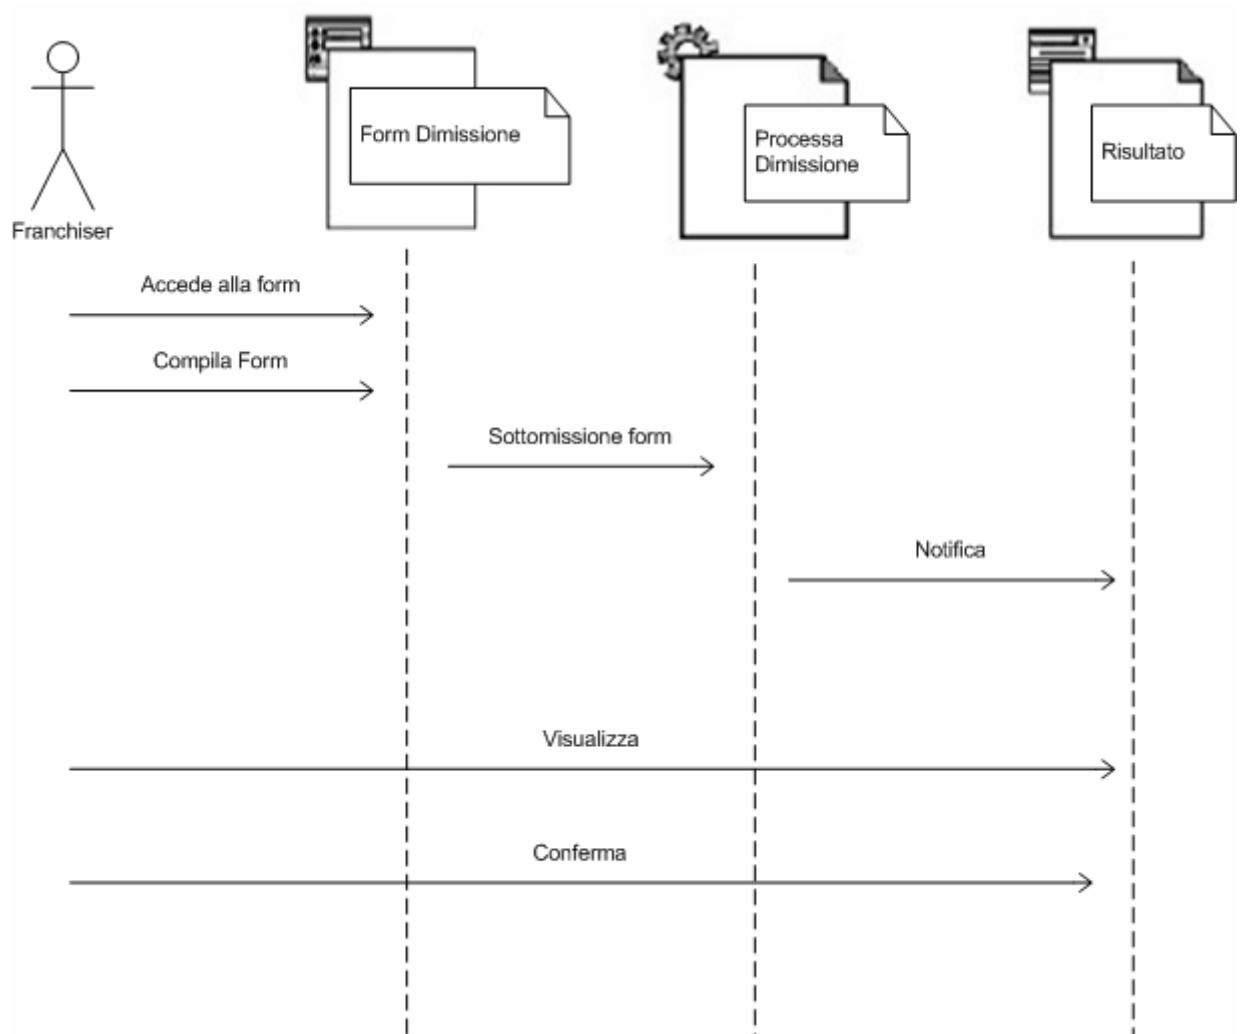 Form Dimissione
Processa
Dimissione
Risultato
Franchiser
Accede alla form
Compila Form
Sottomissione form
Notifica
Visualizza
Conferma